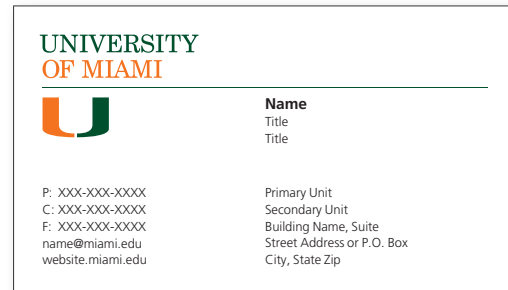 UNIVERSITY
OF MIAMI
U
Name
Title
Title
P: XXX-XXX-XXXX
C: XXX-XXX-XXXX
F: XXX-XXX-XXXX
name@miami.edu
website.miami.edu
Primary Unit
Secondary Unit
Building Name, Suite
Street Address or P.O. Box
City, State Zip